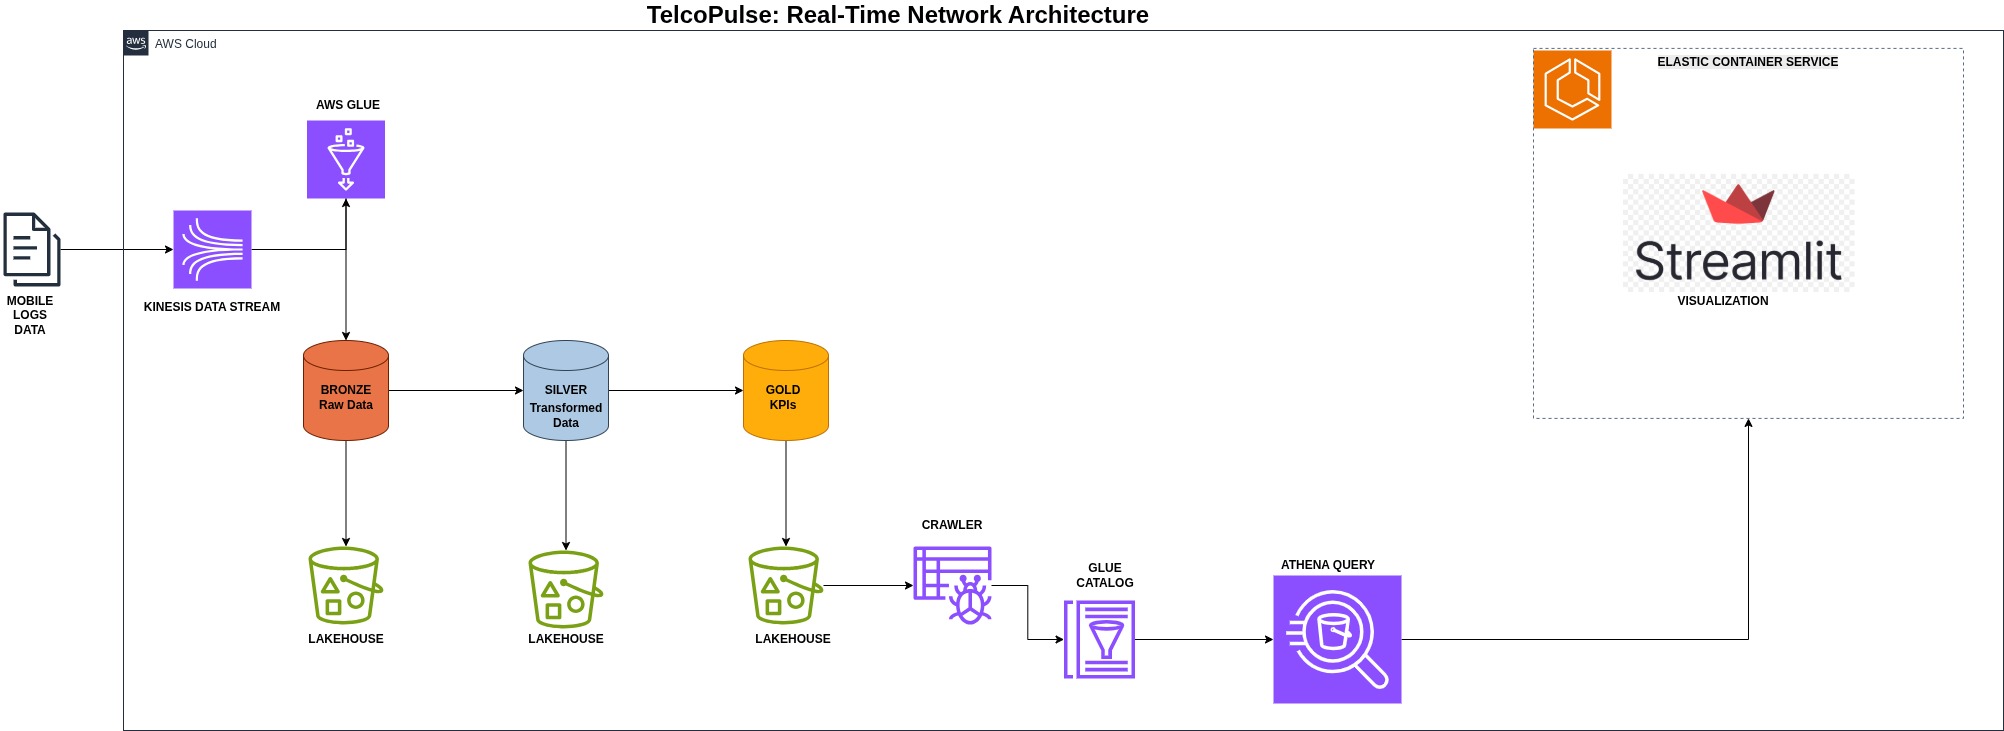 TelcoPulse: Real-Time Network Architecture
aws
AWS Cloud
ELASTIC CONTAINER SERVICE
AWS GLUE
Streamlit
VISUALIZATION
MOBILE
LOGS
DATA
KINESIS DATA STREAM
BRONZE
Raw Data
SILVER
Transformed
Data
GOLD
KPIs
LAKEHOUSE
LAKEHOUSE
LAKEHOUSE
CRAWLER
GLUE
CATALOG
ATHENA QUERY